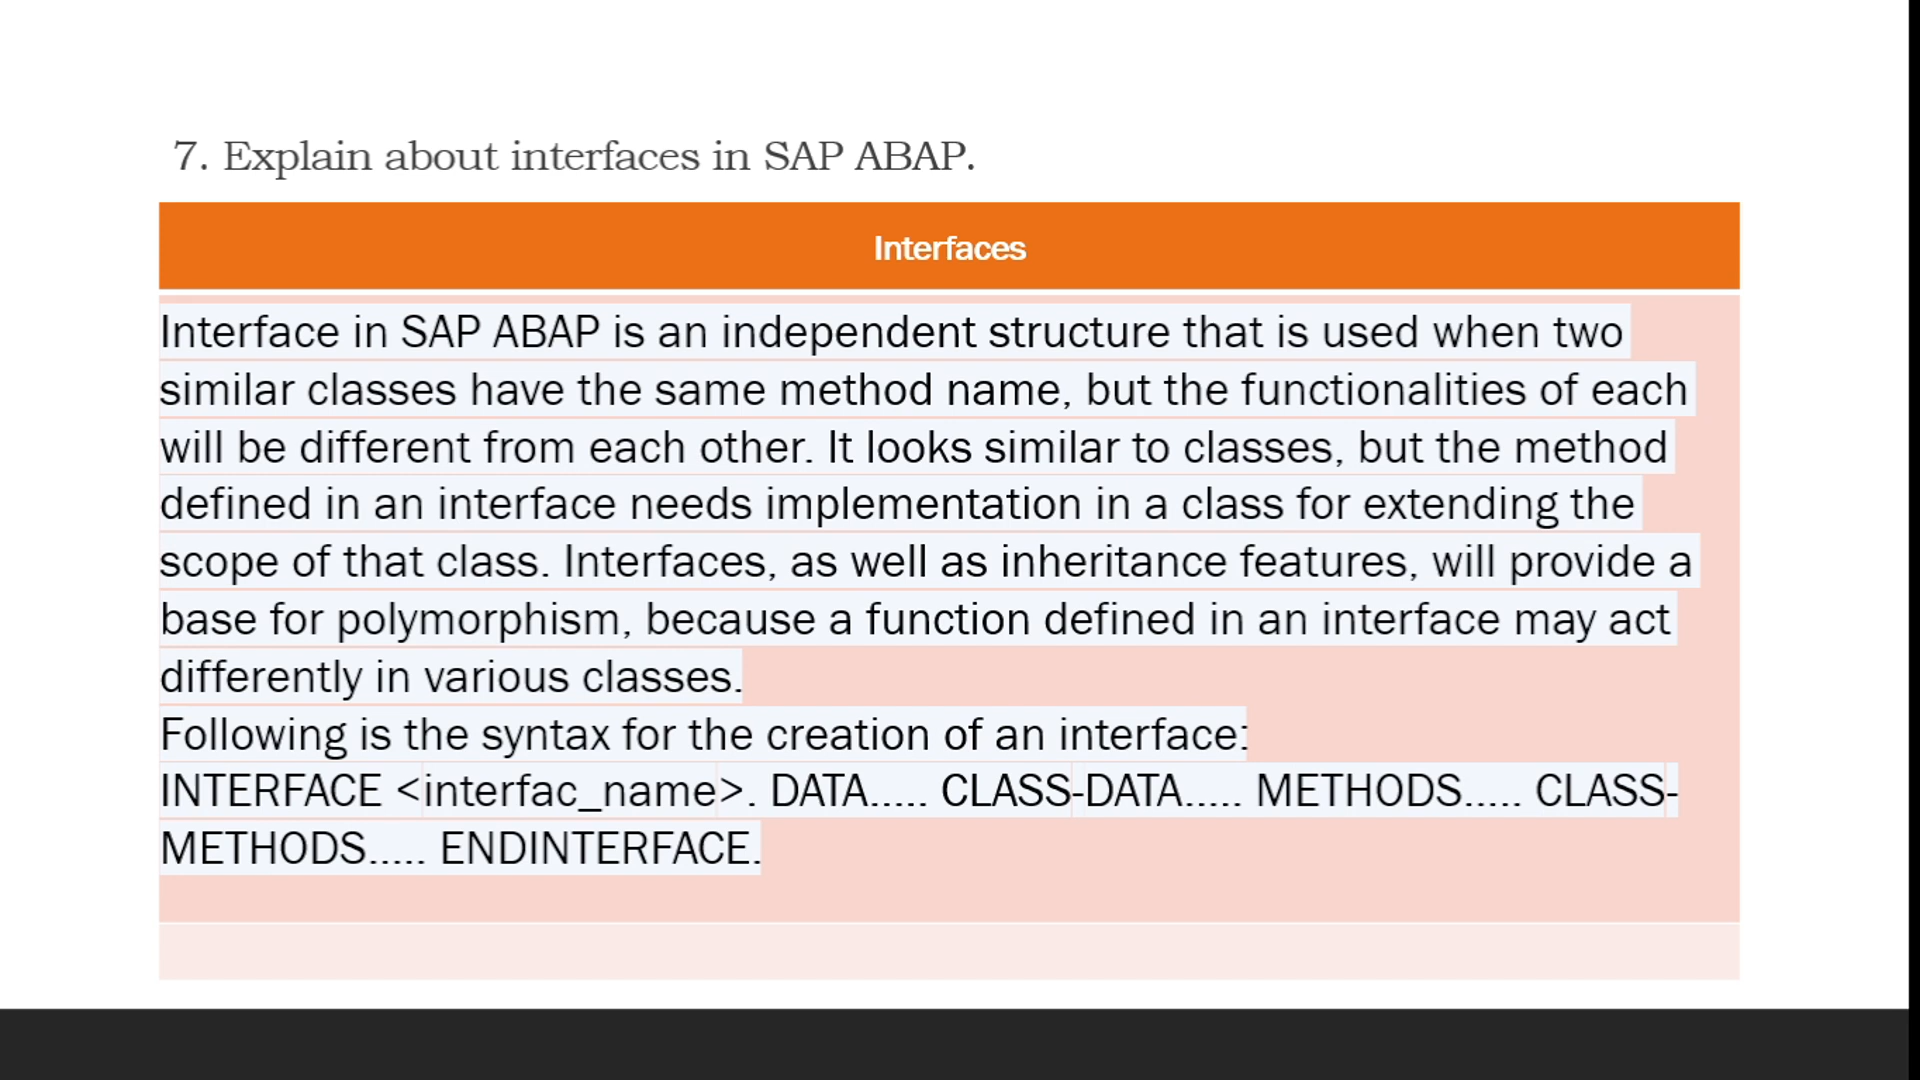 7. Explain about interfaces in SAP ABAP.
Interfaces
Interface in SAP ABAP is an independent structure that is used when two
similar classes have the same method name, but the functionalities of each
will be different from each other. It looks similar to classes, but the method
defined in an interface needs implementation in a class for extending the
scope of that class. Interfaces, as well as inheritance features, will provide a
base for polymorphism, because a function defined in an interface may act
differently in various classes.
Following is the syntax for the creation of an interface:
INTERFACE <interfac_name>. DATA..... CLASS-DATA..... METHODS..... CLASS-
METHODS..... ENDINTERFACE.